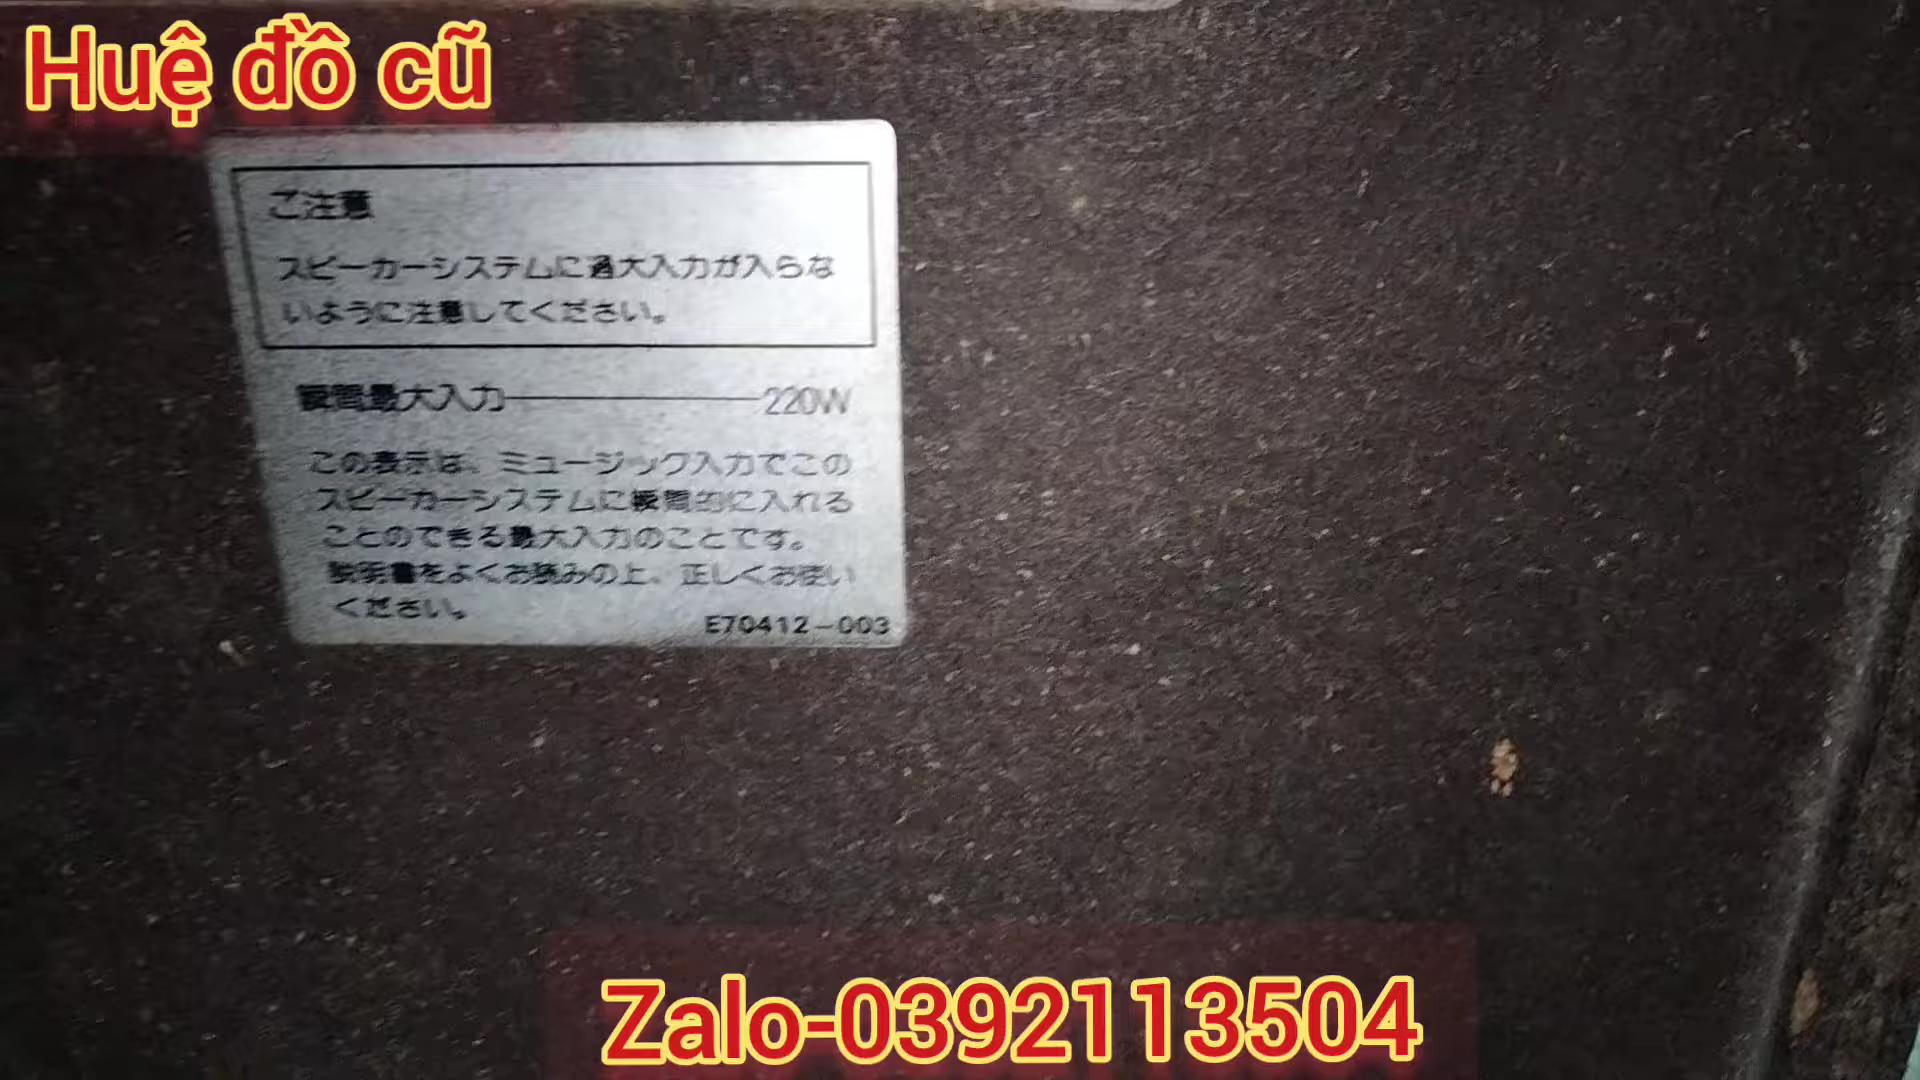 Huệ đồ cũ
ご注意
スピーカーシステムに過大入力が入らな
いように注意してください。
瞬間最大入力
220W
この表示は、ミュージック入力でこの
スピーカーシステムに瞬間的に入れる
ことのできる最大入力のことです。
説明書をよくお読みの上、正しくお使い
ください。
E70412-003
Zalo-0392113504